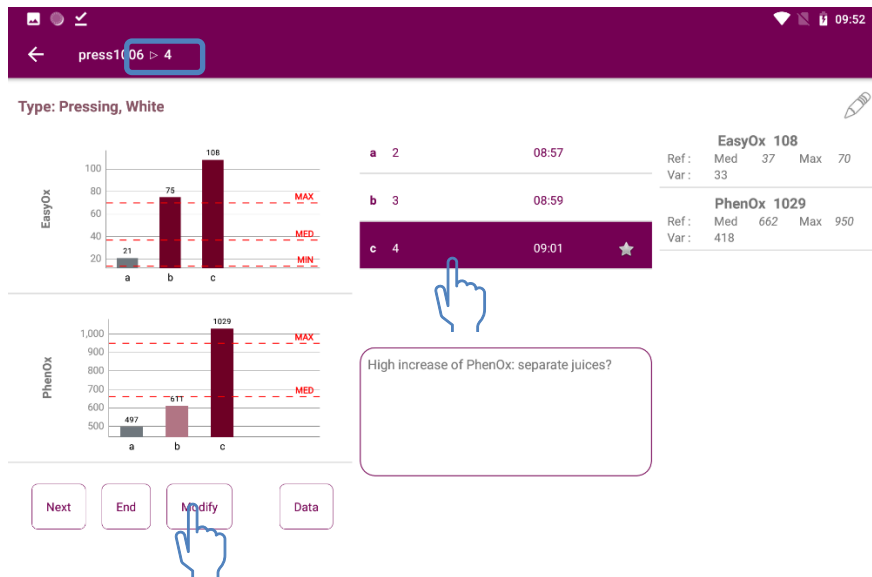 09:52
press1006 ▷ 4
Type: Pressing, White
EasyOx
100
80
60
40
20
21
75
108
MAX
MED
MIN
a b c
PhenOx
1,000
900
800
700
600
500
497
611
1029
MAX
MED
a b c
Next End Modify Data
a 2 08:57
b 3 08:59
c 4 09:01
High increase of PhenOx: separate juices?
EasyOx 108
Ref : Med 37 Max 70
Var : 33
PhenOx 1029
Ref : Med 662 Max 950
Var : 418